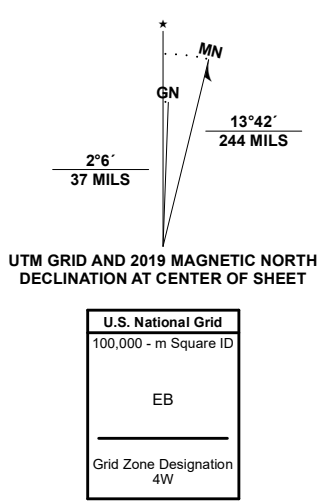 MN
GN
13°42´
244 MILS
2°6´
37 MILS
UTM GRID AND 2019 MAGNETIC NORTH
DECLINATION AT CENTER OF SHEET
U.S. National Grid
100,000 - m Square ID
EB
Grid Zone Designation
4W